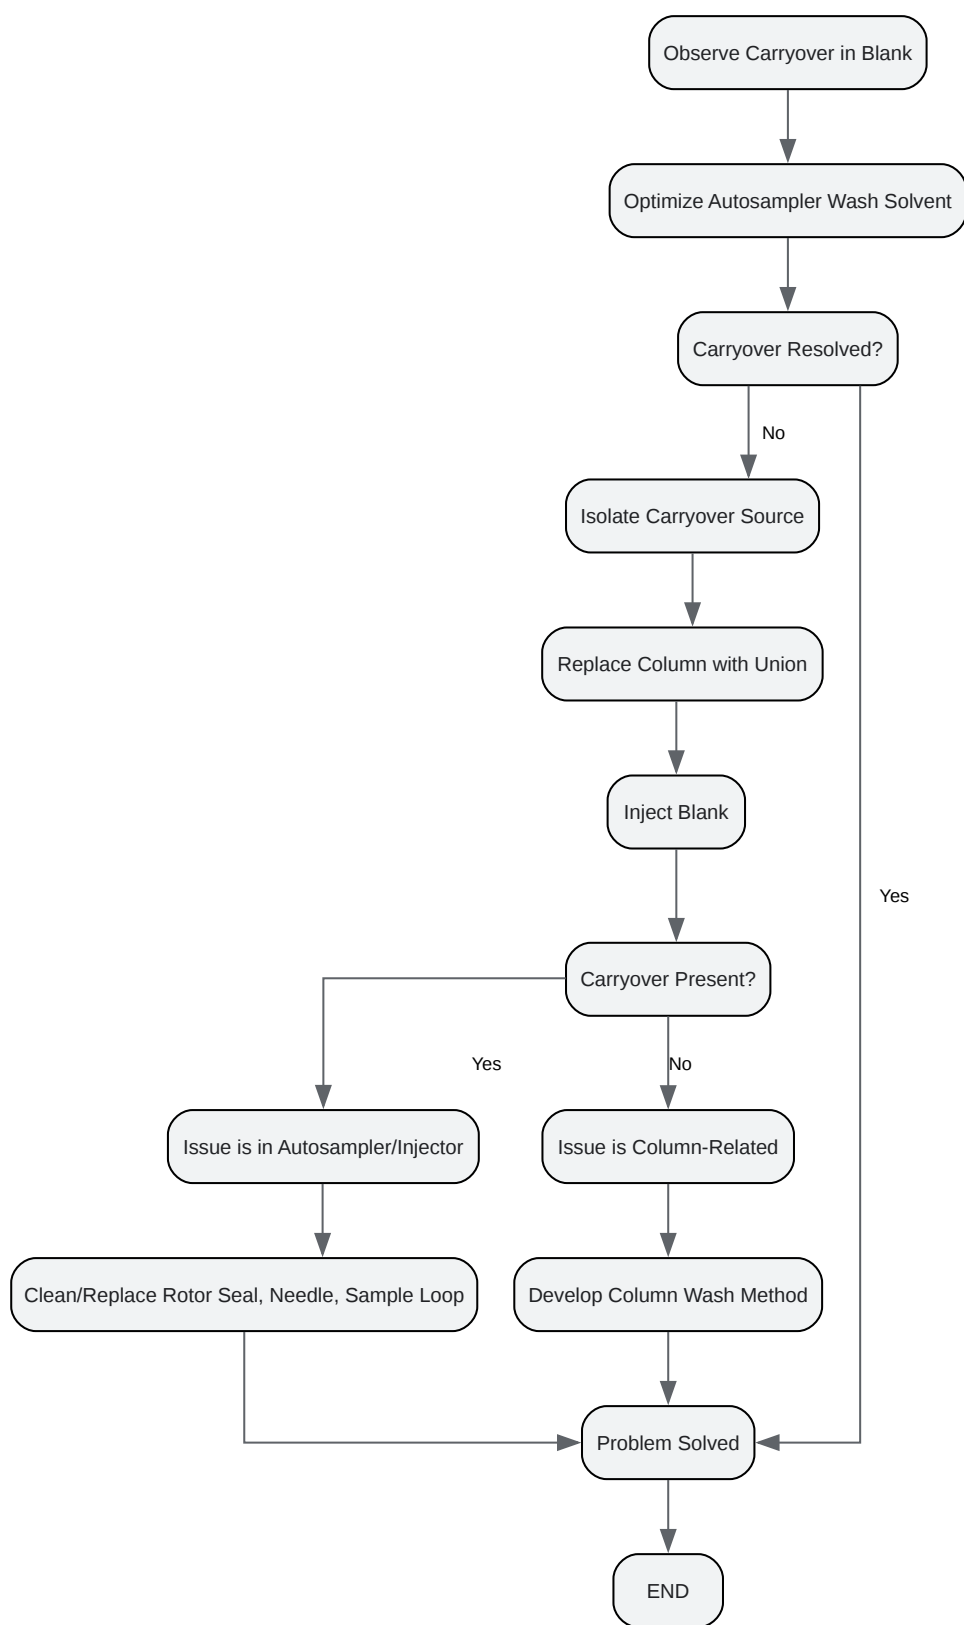 Observe Carryover in Blank
Optimize Autosampler Wash Solvent
Carryover Resolved?
No
Isolate Carryover Source
Replace Column with Union
Inject Blank
Yes
Carryover Present?
Yes
No
Issue is in Autosampler/Injector
Issue is Column-Related
Clean/Replace Rotor Seal, Needle, Sample Loop
Develop Column Wash Method
Problem Solved
END